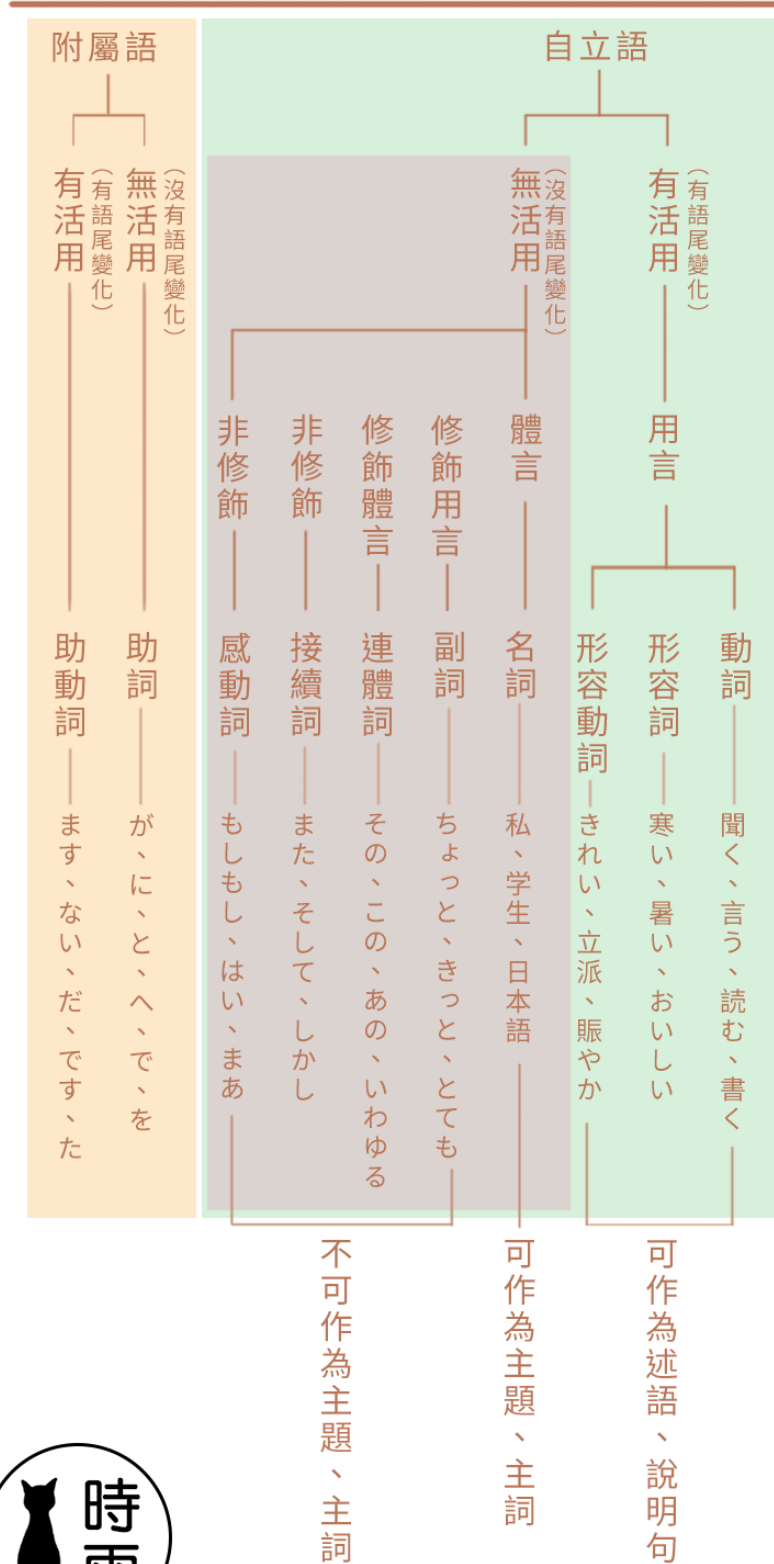 自立語
（有語尾變化）
有活用
用言
動詞
聞く、言う、読む、書く
形容詞
寒い、暑い、おいしい
形容動詞
きれい、立派、賑やか
可作為述語、說明句
（沒有語尾變化）
無活用
體言
名詞
私、学生、日本語
可作為主題、主詞
修飾用言
副詞
ちょっと、きっと、とても
修飾體言
連體詞
その、この、あの、いわゆる
非修飾
接續詞
また、そして、しかし
非修飾
感動詞
もしもし、はい、まあ
不可作為主題、主詞
附屬語
（沒有語尾變化）
無活用
助詞
が、に、と、へ、で、を
（有語尾變化）
有活用
助動詞
ます、ない、だ、です、た
時雨